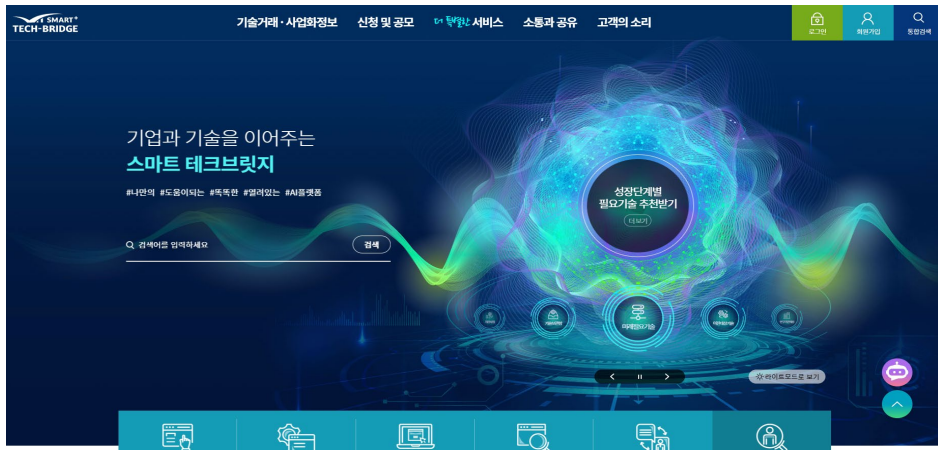 SMART+
TECH-BRIDGE
기술거래·사업화정보 신청 및 공모 더 특별한 서비스 소통과 공유 고객의 소리
로그인 회원가입 통합검색
기업과 기술을 이어주는
스마트 테크브릿지
#나만의 #도움이되는 #똑똑한 #열려있는 #AI플랫폼
검색어를 입력하세요 검색
성장단계별
필요기술 추천받기
더보기
미래필요기술
라이트모드로 보기